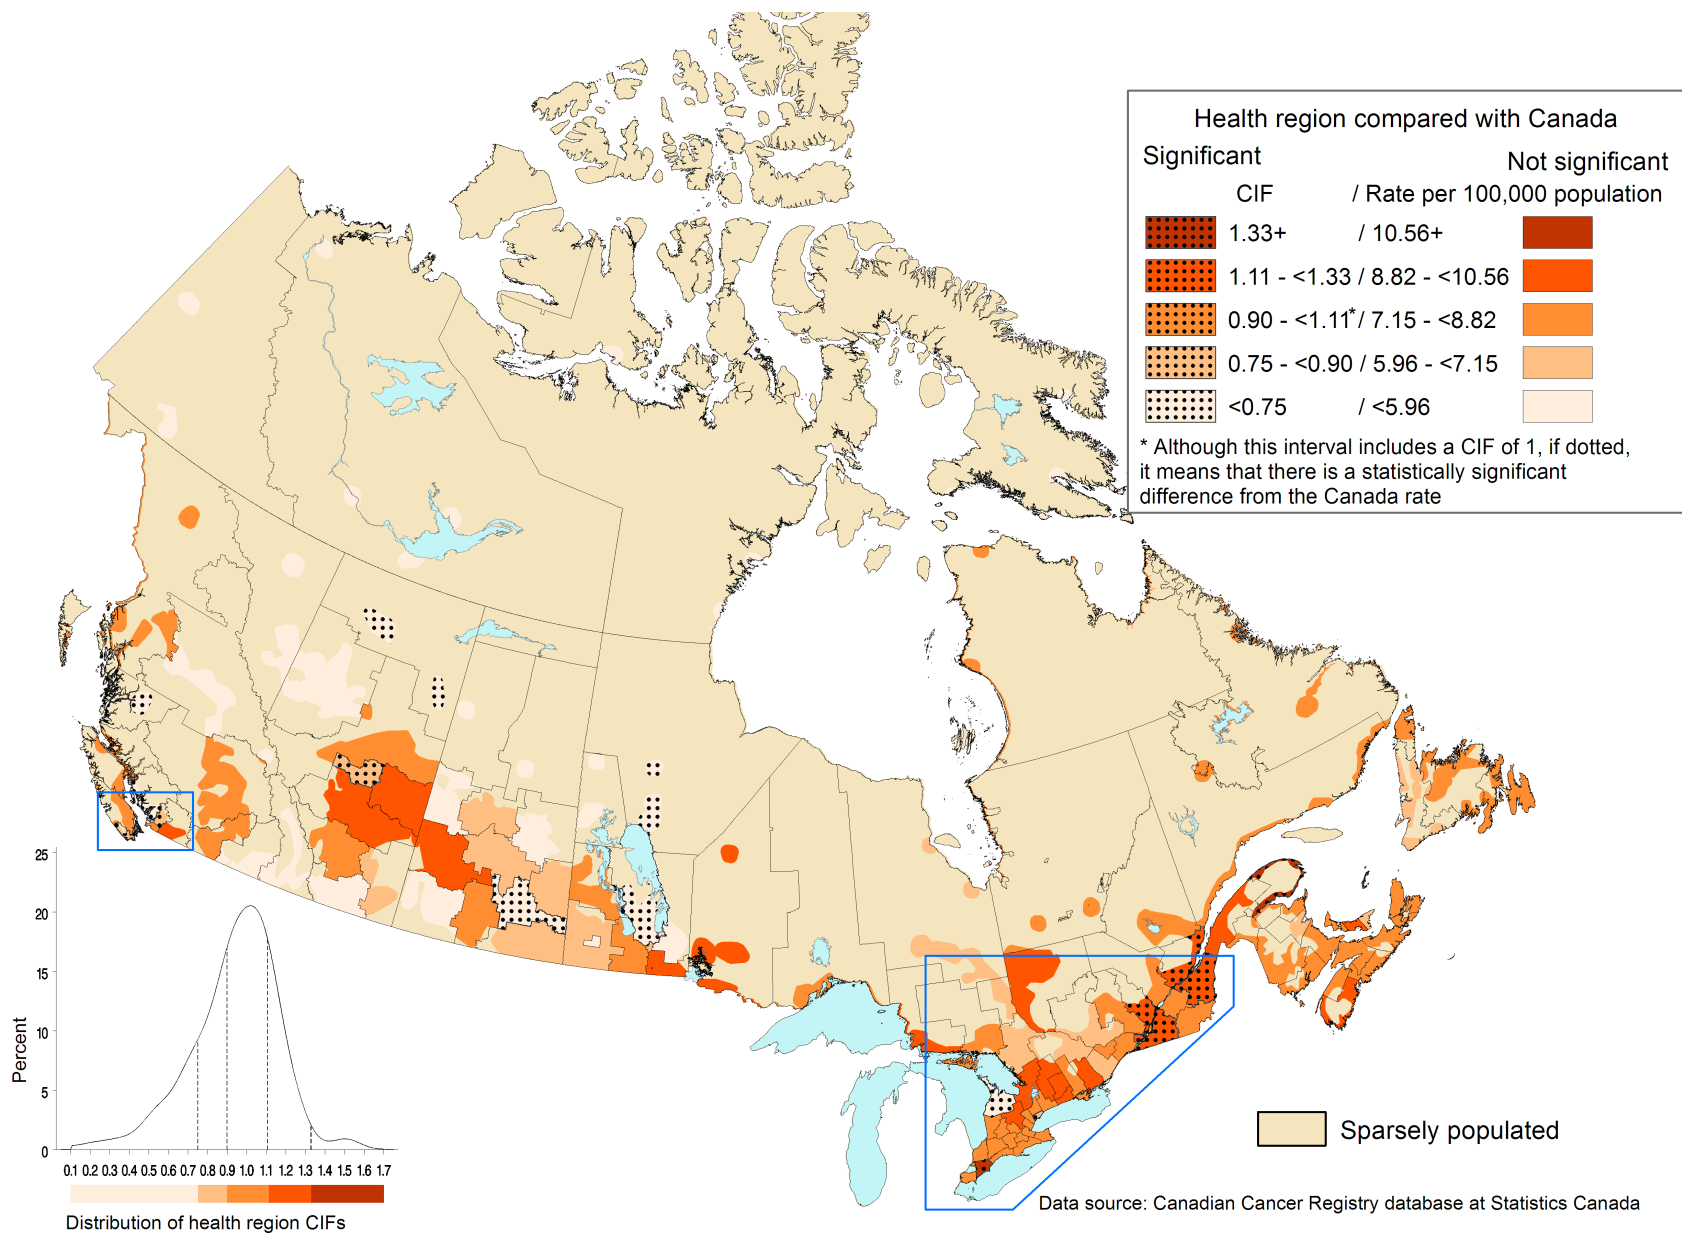 Health region compared with Canada
Significant
Not significant
CIF / Rate per 100,000 population
1.33+ / 10.56+
1.11 - <1.33 / 8.82 - <10.56
0.90 - <1.11* / 7.15 - <8.82
0.75 - <0.90 / 5.96 - <7.15
<0.75 / <5.96
* Although this interval includes a CIF of 1, if dotted,
it means that there is a statistically significant
difference from the Canada rate
25
20
15
10
5
0
Percent
0.1 0.2 0.3 0.4 0.5 0.6 0.7 0.8 0.9 1.0 1.1 1.2 1.3 1.4 1.5 1.6 1.7
Distribution of health region CIFs
Sparsely populated
Data source: Canadian Cancer Registry database at Statistics Canada